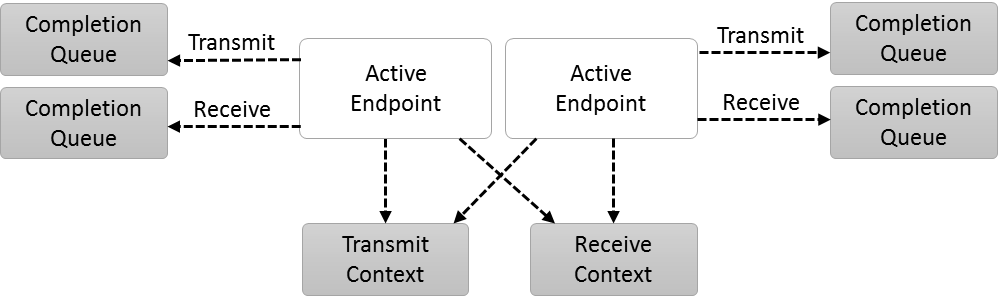 Completion
Queue
Transmit
Completion
Queue
Receive
Active
Endpoint
Active
Endpoint
Transmit
Completion
Queue
Receive
Completion
Queue
Transmit
Context
Receive
Context